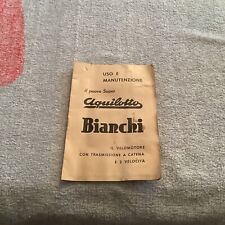 USO E
MANUTENZIONE
il nuovo Super
Aquilotto
Bianchi
IL VELOMOTORE
CON TRASMISSIONE A CATENA
E 2 VELOCITÀ